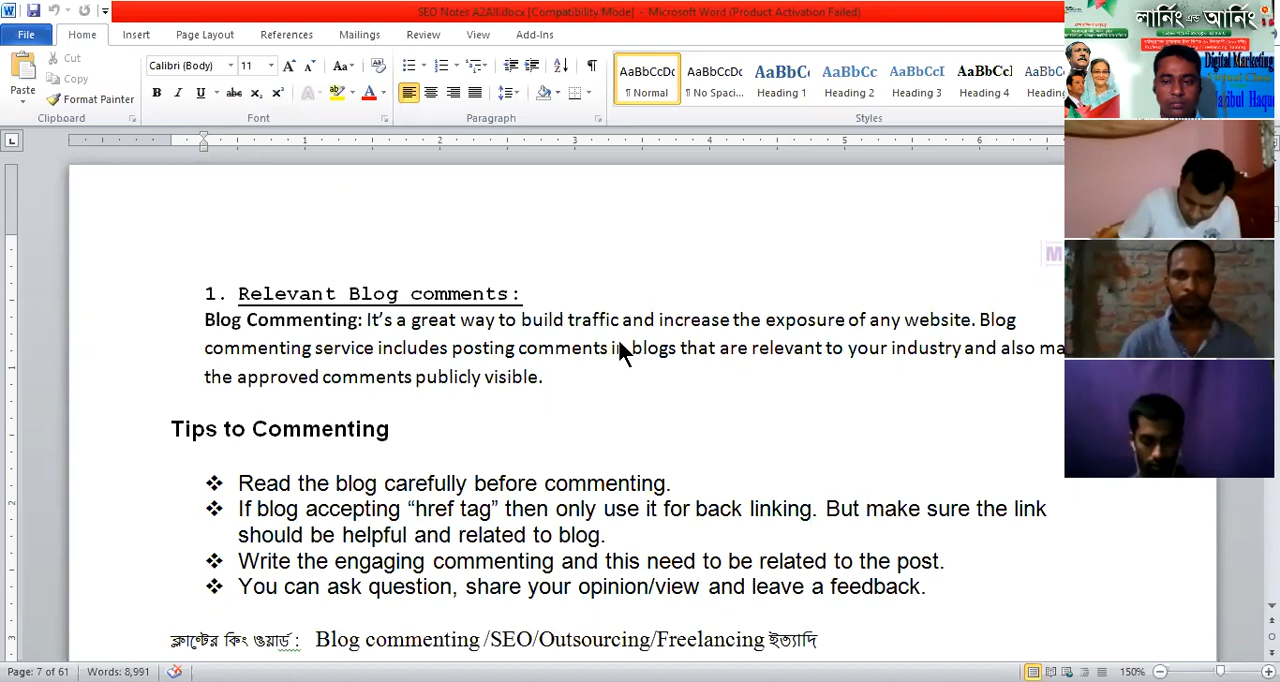 SEO Notes A2All.docx [Compatibility Mode] - Microsoft Word (Product Activation Failed)
File Home Insert Page Layout References Mailings Review View Add-Ins
Cut
Copy
Format Painter
Paste
Clipboard
Calibri (Body) 11
Font
Paragraph
AaBbCcDc AaBbCcDc AaBbC AaBbCc AaBbCcI AaBbCcI AaBbC
¶ Normal ¶ No Spaci... Heading 1 Heading 2 Heading 3 Heading 4 Heading
Styles
লার্নিং এন্ড আর্নিং
Digital Marketing
1 2 3 4 5 6
1. Relevant Blog comments:
Blog Commenting: It’s a great way to build traffic and increase the exposure of any website. Blog
commenting service includes posting comments in blogs that are relevant to your industry and also ma
the approved comments publicly visible.
Tips to Commenting
❖ Read the blog carefully before commenting.
❖ If blog accepting “href tag” then only use it for back linking. But make sure the link
should be helpful and related to blog.
❖ Write the engaging commenting and this need to be related to the post.
❖ You can ask question, share your opinion/view and leave a feedback.
ক্লান্টের কিং ওয়ার্ড : Blog commenting /SEO/Outsourcing/Freelancing ইত্যাদি
Page: 7 of 61 Words: 8,991 150%